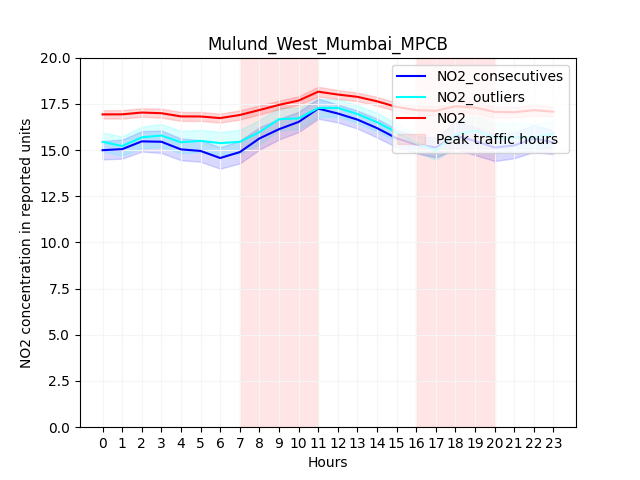 Mulund_West_Mumbai_MPCB
NO2 concentration in reported units
20.0
17.5
15.0
12.5
10.0
7.5
5.0
2.5
0.0
NO2_consecutives
NO2_outliers
NO2
Peak traffic hours
0 1 2 3 4 5 6 7 8 9 10 11 12 13 14 15 16 17 18 19 20 21 22 23
Hours